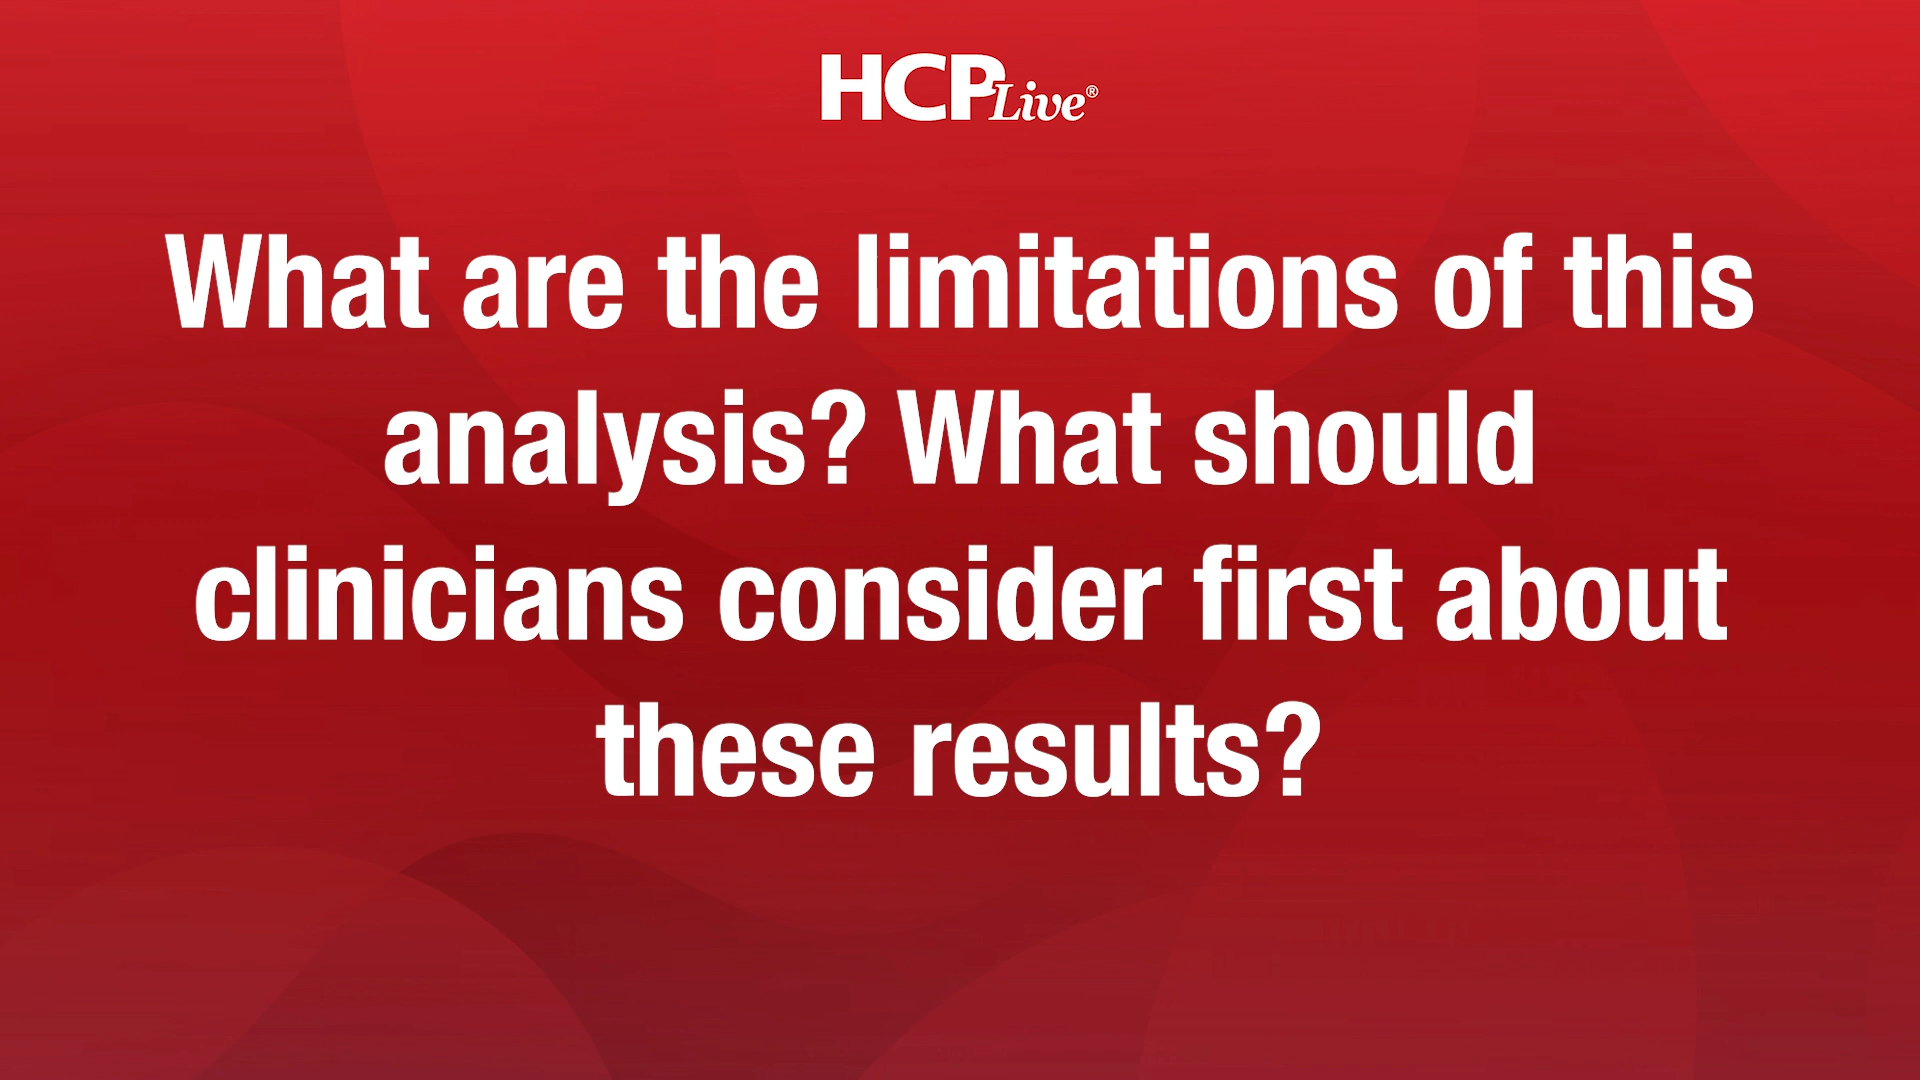 HCPLive®
What are the limitations of this
analysis? What should
clinicians consider first about
these results?